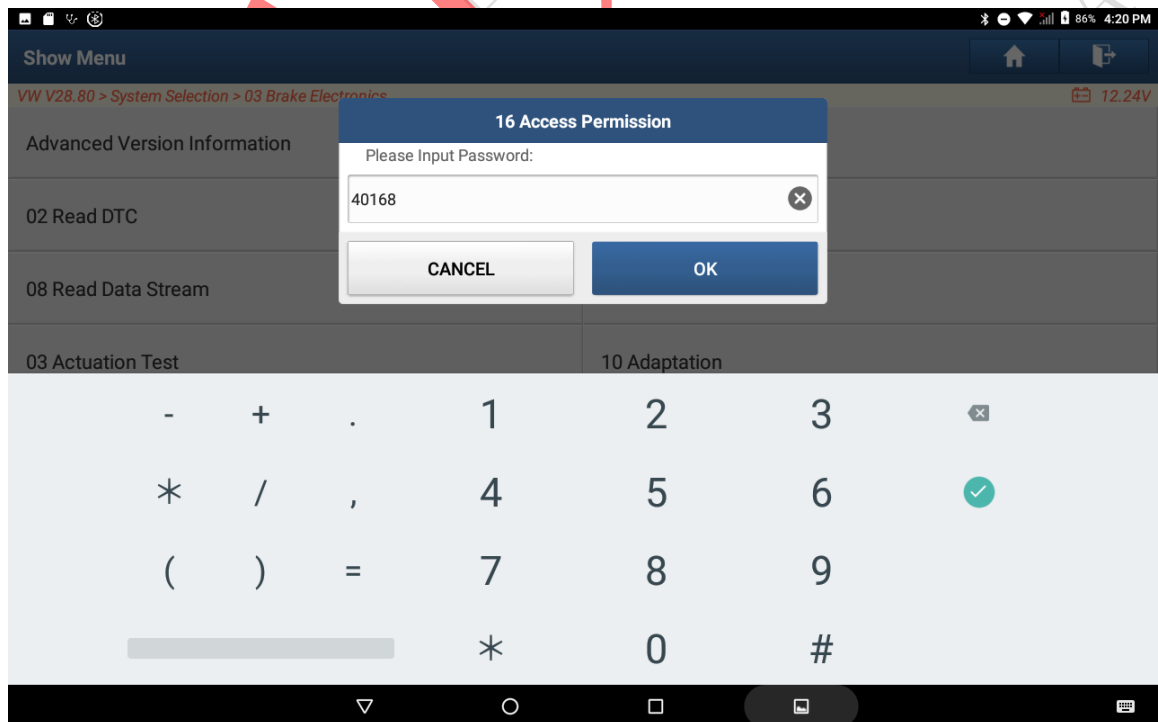 86% 4:20 PM
Show Menu
VW V28.80 > System Selection > 03 Brake Electronics
12.24V
16 Access Permission
Please Input Password:
40168
CANCEL
OK
Advanced Version Information
02 Read DTC
08 Read Data Stream
03 Actuation Test
10 Adaptation
- + . 1 2 3
* / , 4 5 6
( ) = 7 8 9
* 0 #